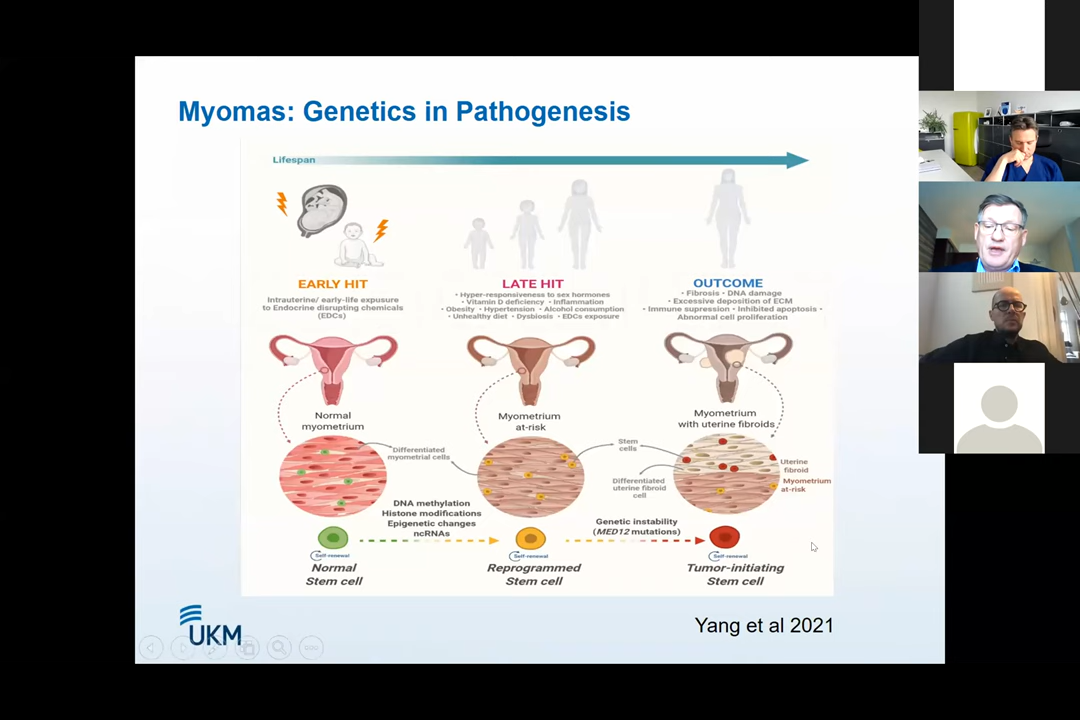 Myomas: Genetics in Pathogenesis
Lifespan
EARLY HIT
Intrauterine/ early-life expusure
to Endocrine disrupting chemicals
(EDCs)
LATE HIT
• Hyper-responsiveness to sex hormones
• Vitamin D deficiency • Inflammation
• Obesity • Hypertension • Alcohol consumption
• Unhealthy diet • Dysbiosis • EDCs exposure
OUTCOME
• Fibrosis • DNA damage
• Excessive deposition of ECM
• Immune supression • Inhibited apoptosis •
Abnormal cell proliferation
Normal
myometrium
Myometrium
at-risk
Myometrium
with uterine fibroids
Differentiated
myometrial cells
Stem
cells
Differentiated
uterine fibroid
cell
Uterine
fibroid
Myometrium
at-risk
DNA methylation
Histone modifications
Epigenetic changes
ncRNAs
Genetic instability
(MED12 mutations)
Self-renewal
Normal
Stem cell
Self-renewal
Reprogrammed
Stem cell
Self-renewal
Tumor-initiating
Stem cell
UKM
Yang et al 2021